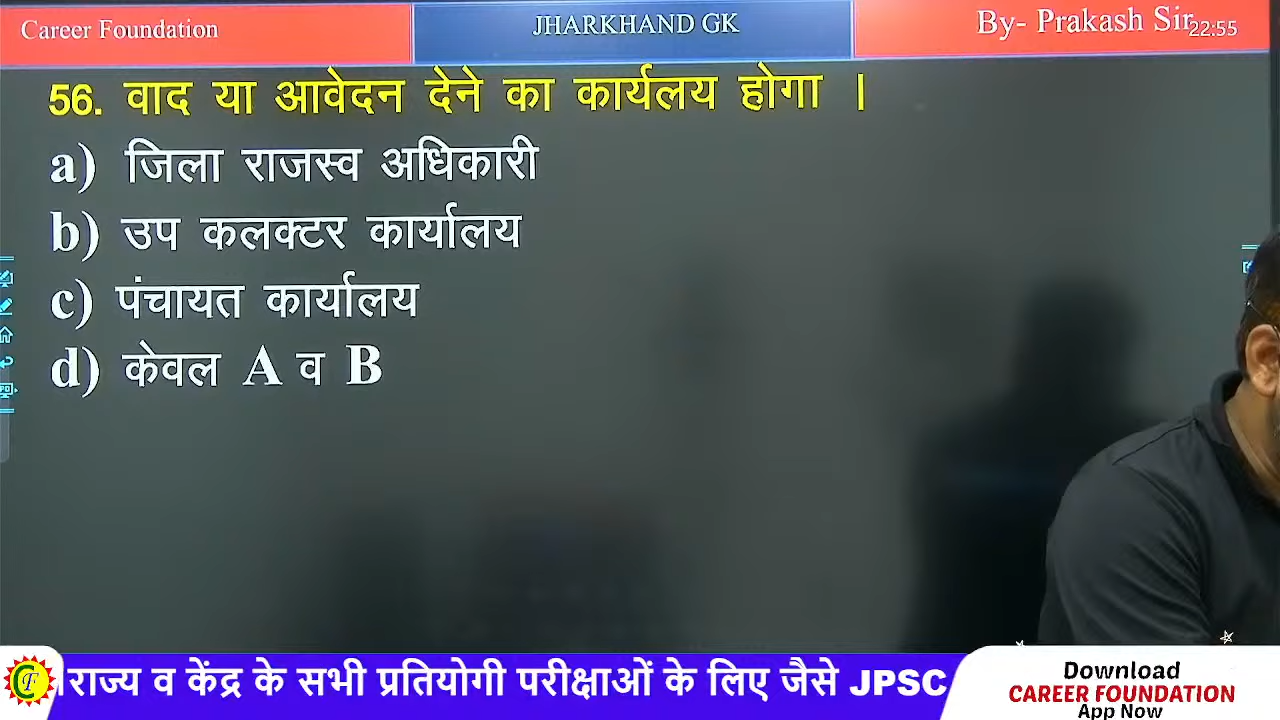 Career Foundation
JHARKHAND GK
By- Prakash Sir
22:55
56. वाद या आवेदन देने का कार्यलय होगा ।
a) जिला राजस्व अधिकारी
b) उप कलक्टर कार्यालय
c) पंचायत कार्यालय
d) केवल A व B
राज्य व केंद्र के सभी प्रतियोगी परीक्षाओं के लिए जैसे JPSC
Download
CAREER FOUNDATION
App Now